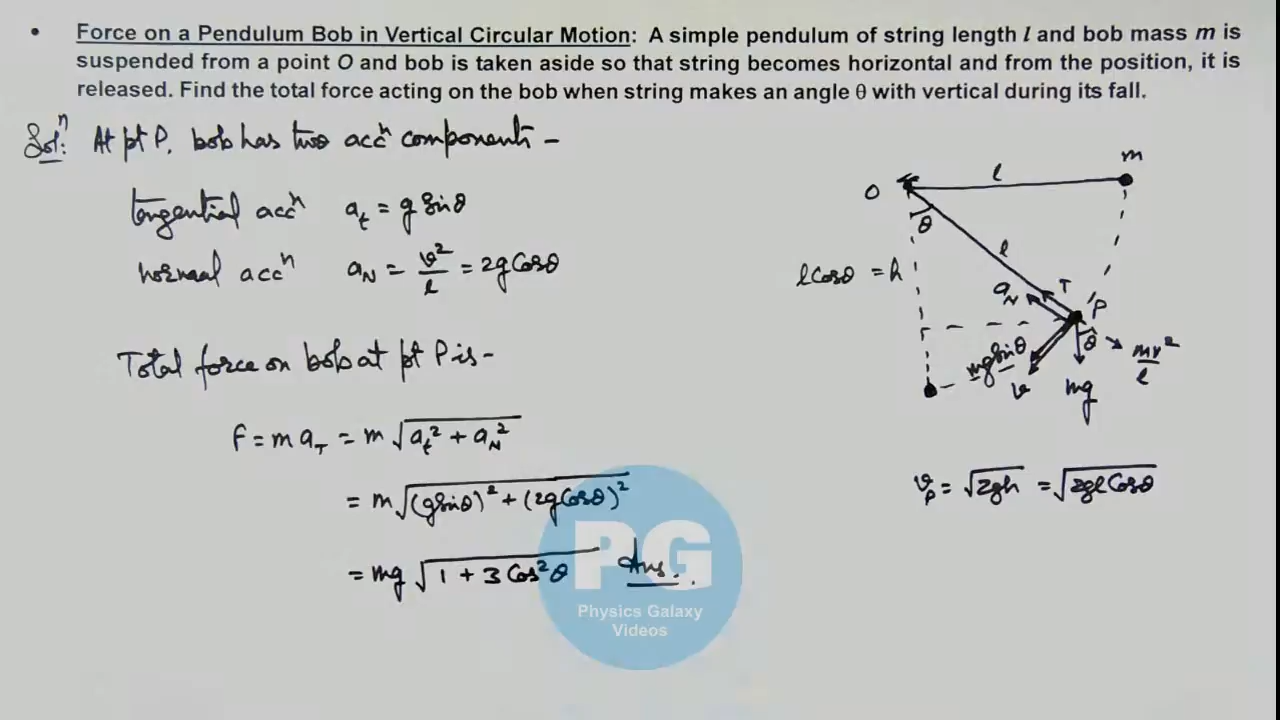 • Force on a Pendulum Bob in Vertical Circular Motion: A simple pendulum of string length l and bob mass m is
suspended from a point O and bob is taken aside so that string becomes horizontal and from the position, it is
released. Find the total force acting on the bob when string makes an angle θ with vertical during its fall.
Solⁿ: At pt P, bob has two accⁿ components –
tangential accⁿ a_t = g Sinθ
normal accⁿ a_N = v²/l = 2g Cosθ
Total force on bob at pt P is –
F = m a_T = m √(a_t² + a_N²)
= m √((g Sinθ)² + (2g Cosθ)²)
= mg √(1 + 3 Cos²θ) Ans..
m
O
l
θ
l
l Cosθ = h
a_N
T
P
mg Sinθ
θ
mv²/l
v
mg
v_P = √(2gh) = √(2gl Cosθ)
PG
Physics Galaxy
Videos